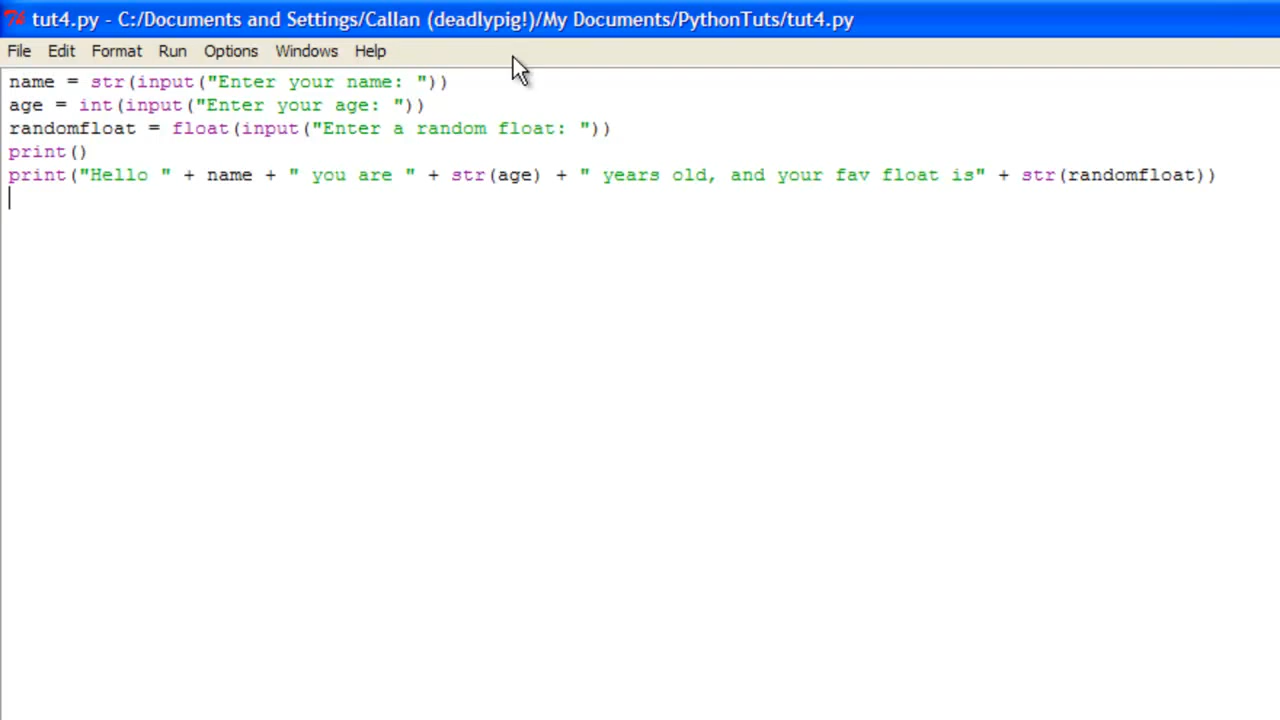 tut4.py - C:/Documents and Settings/Callan (deadlypig!)/My Documents/PythonTuts/tut4.py
File Edit Format Run Options Windows Help
name = str(input("Enter your name: "))
age = int(input("Enter your age: "))
randomfloat = float(input("Enter a random float: "))
print()
print("Hello " + name + " you are " + str(age) + " years old, and your fav float is" + str(randomfloat))